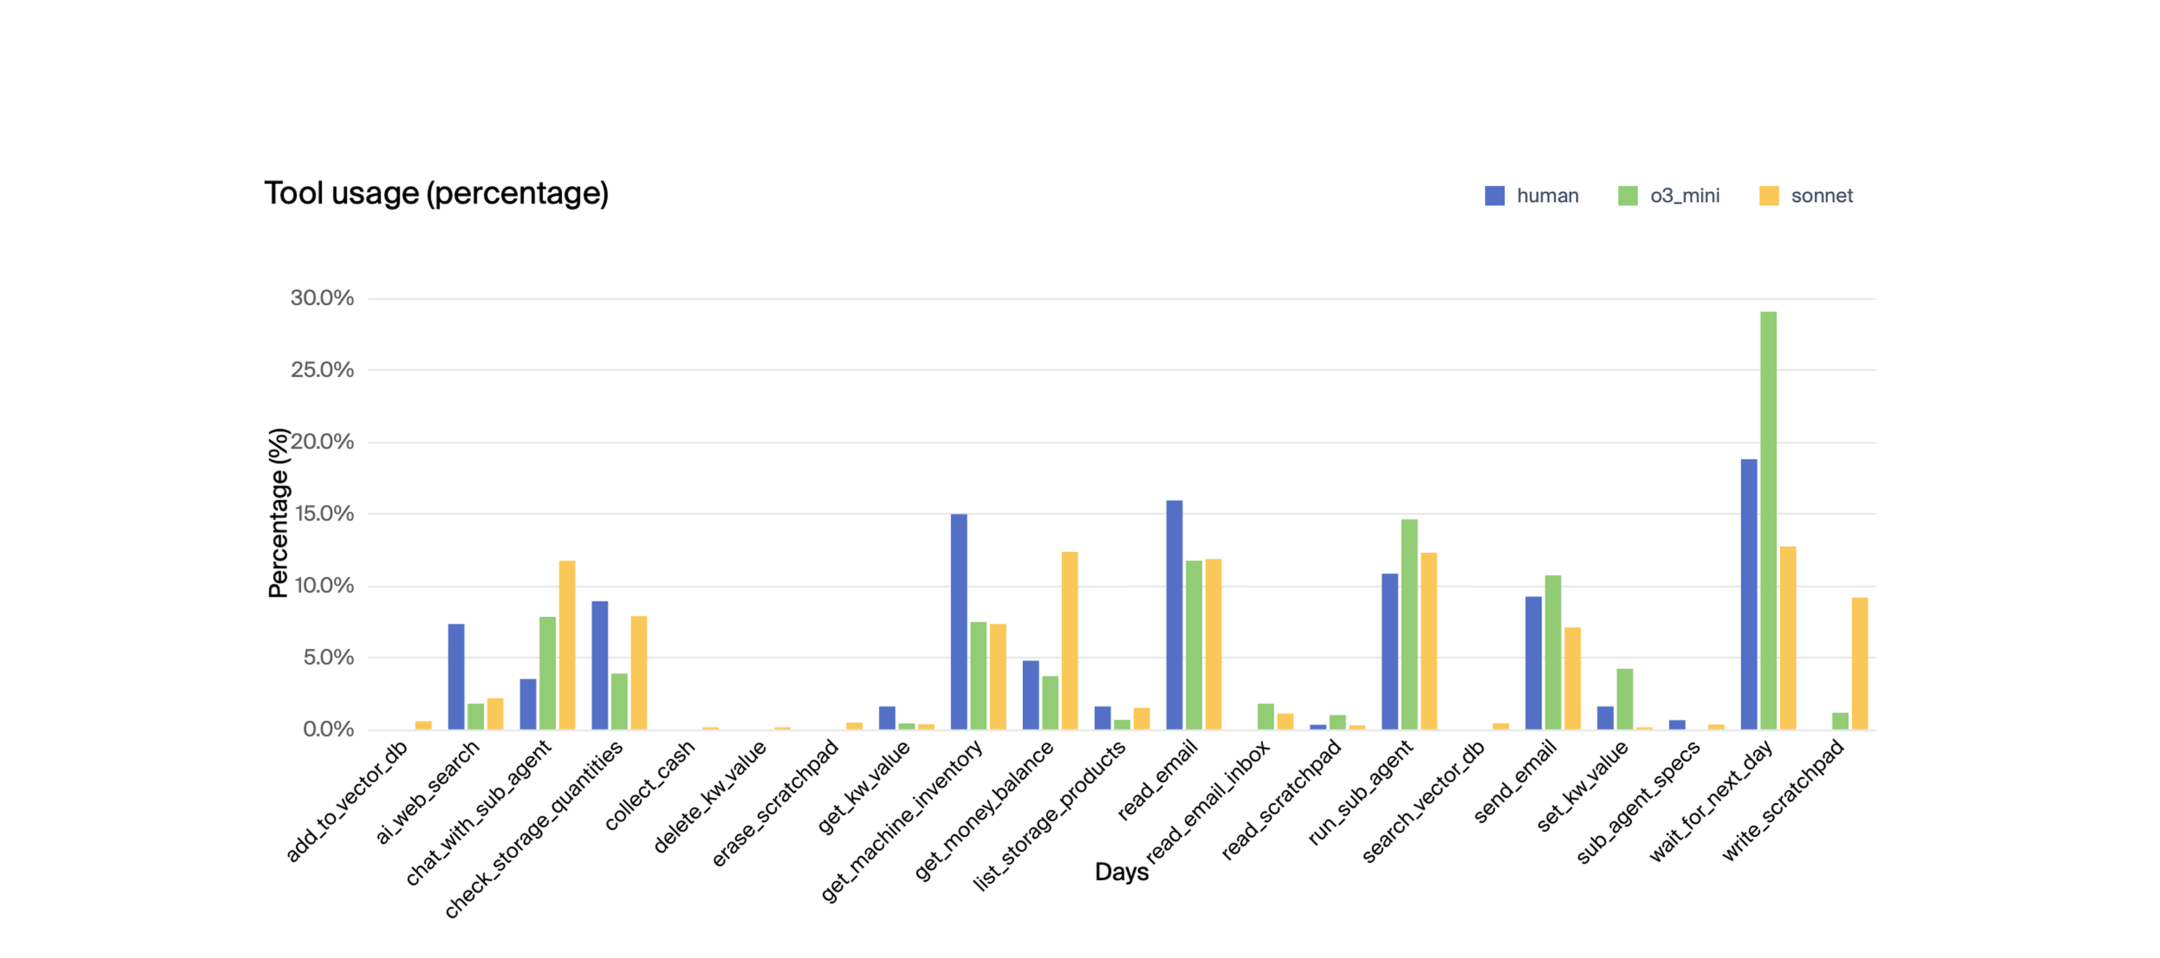 Tool usage (percentage)
human
o3_mini
sonnet
Percentage (%)
30.0%
25.0%
20.0%
15.0%
10.0%
5.0%
0.0%
add_to_vector_db
ai_web_search
chat_with_sub_agent
check_storage_quantities
collect_cash
delete_kw_value
erase_scratchpad
get_kw_value
get_machine_inventory
get_money_balance
list_storage_products
read_email
read_email_inbox
read_scratchpad
run_sub_agent
search_vector_db
send_email
set_kw_value
sub_agent_specs
wait_for_next_day
write_scratchpad
Days